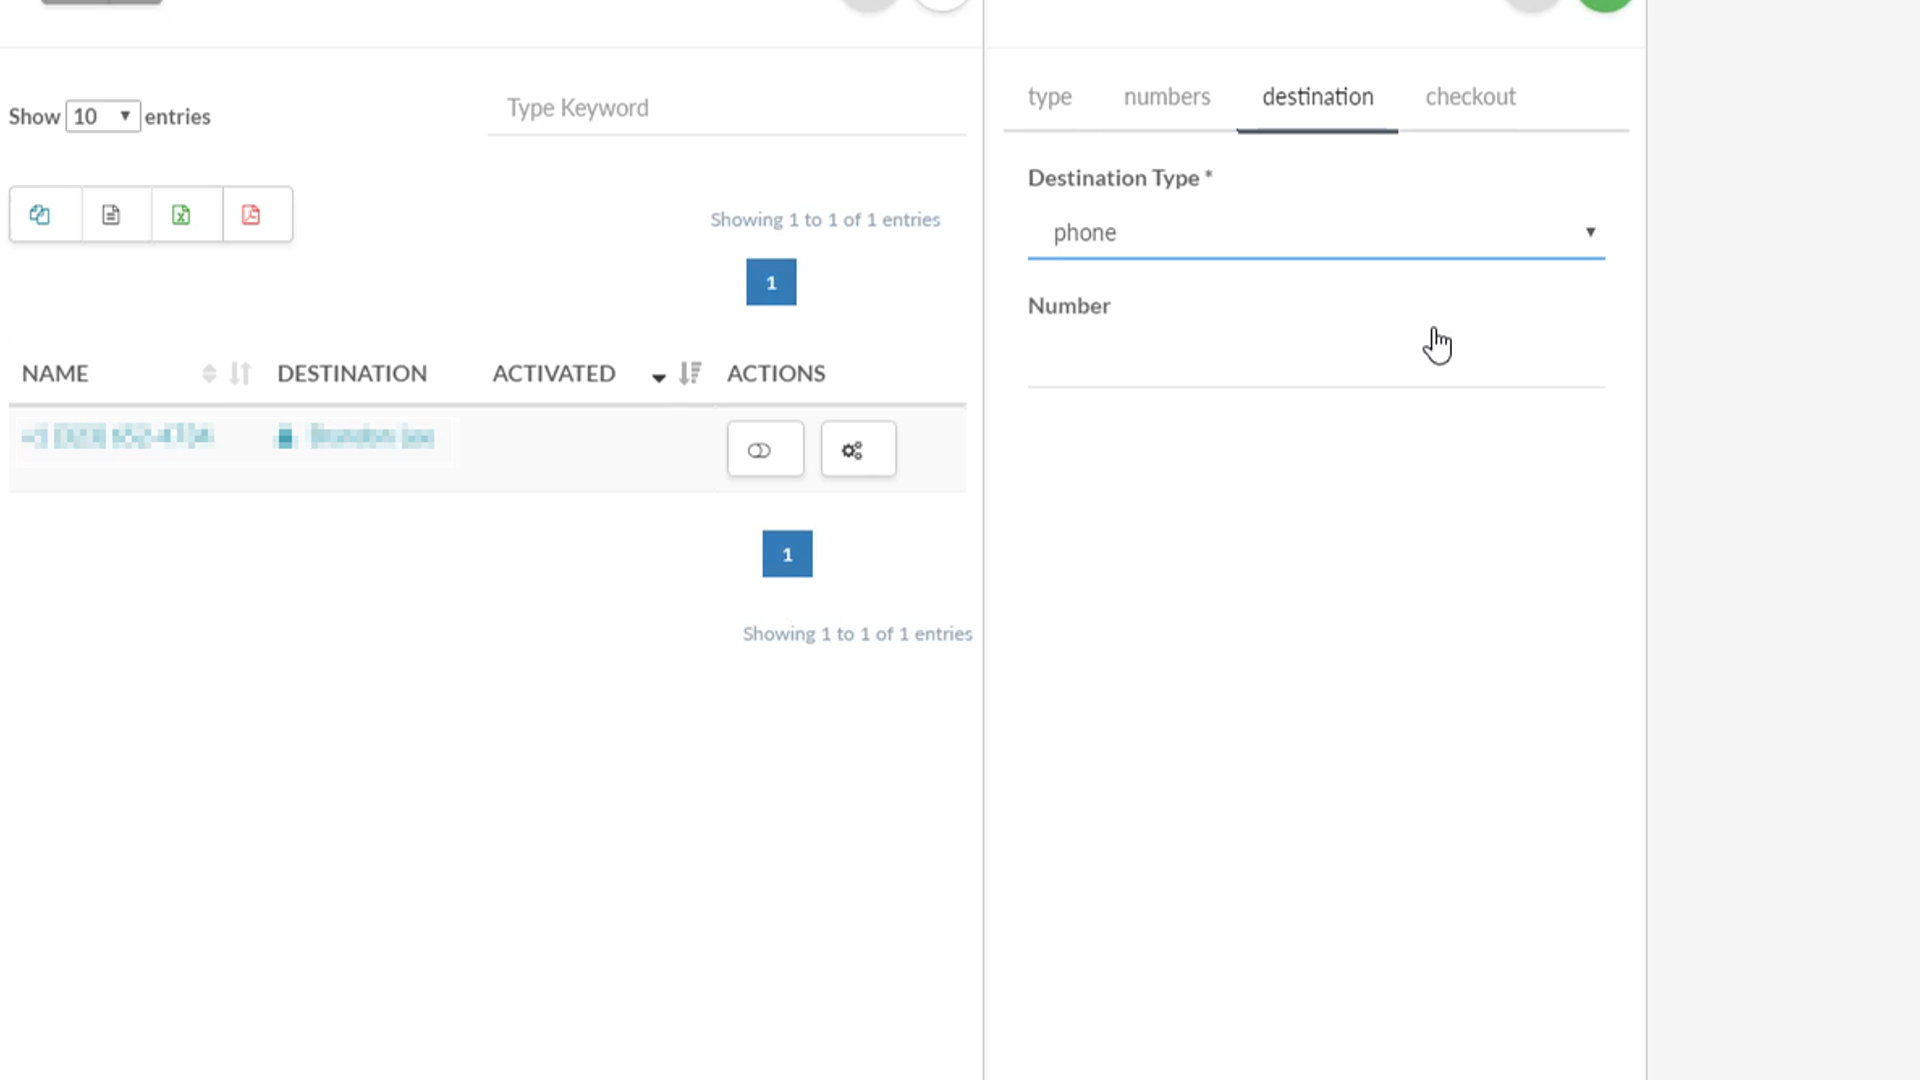 Show 10 entries
Type Keyword
Showing 1 to 1 of 1 entries
1
NAME DESTINATION ACTIVATED ACTIONS
1
Showing 1 to 1 of 1 entries
type numbers destination checkout
Destination Type *
phone
Number